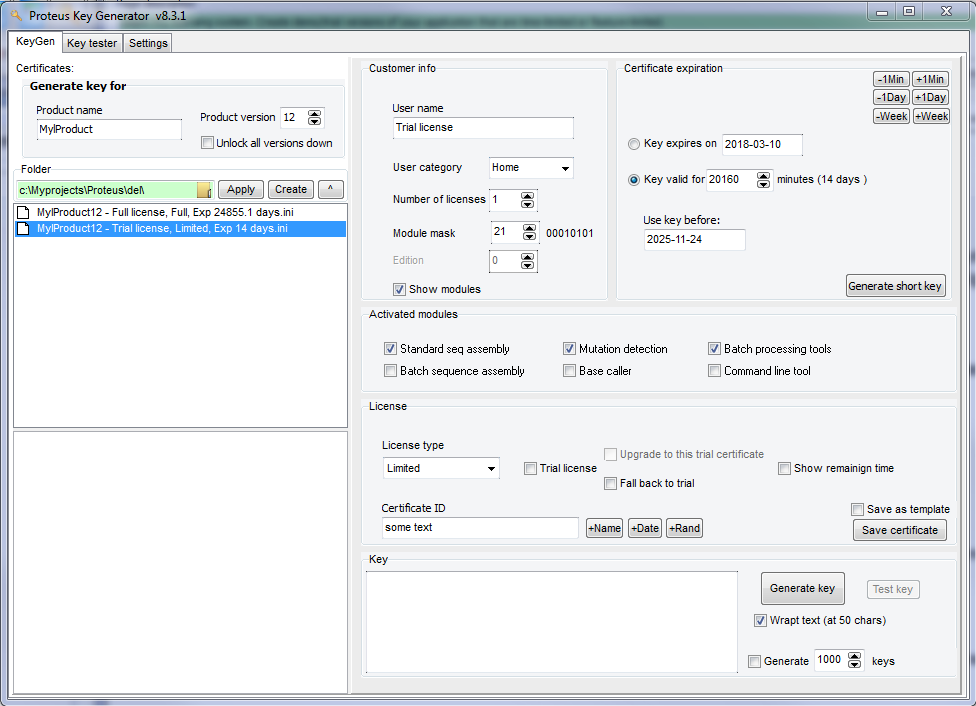 Proteus Key Generator v8.3.1
KeyGen Key tester Settings
Certificates:
Generate key for
Product name
MylProduct
Product version 12
Unlock all versions down
Folder
c:\Myprojects\Proteus\del\ Apply Create ^
MylProduct12 - Full license, Full, Exp 24855.1 days.ini
MylProduct12 - Trial license, Limited, Exp 14 days.ini
Customer info
User name
Trial license
User category Home
Number of licenses 1
Module mask 21 00010101
Edition 0
Show modules
Certificate expiration
-1Min +1Min
-1Day +1Day
-Week +Week
Key expires on 2018-03-10
Key valid for 20160 minutes (14 days )
Use key before:
2025-11-24
Generate short key
Activated modules
Standard seq assembly Mutation detection Batch processing tools
Batch sequence assembly Base caller Command line tool
License
License type
Limited
Trial license
Upgrade to this trial certificate
Fall back to trial
Show remainign time
Certificate ID
some text +Name +Date +Rand
Save as template
Save certificate
Key
Generate key Test key
Wrapt text (at 50 chars)
Generate 1000 keys